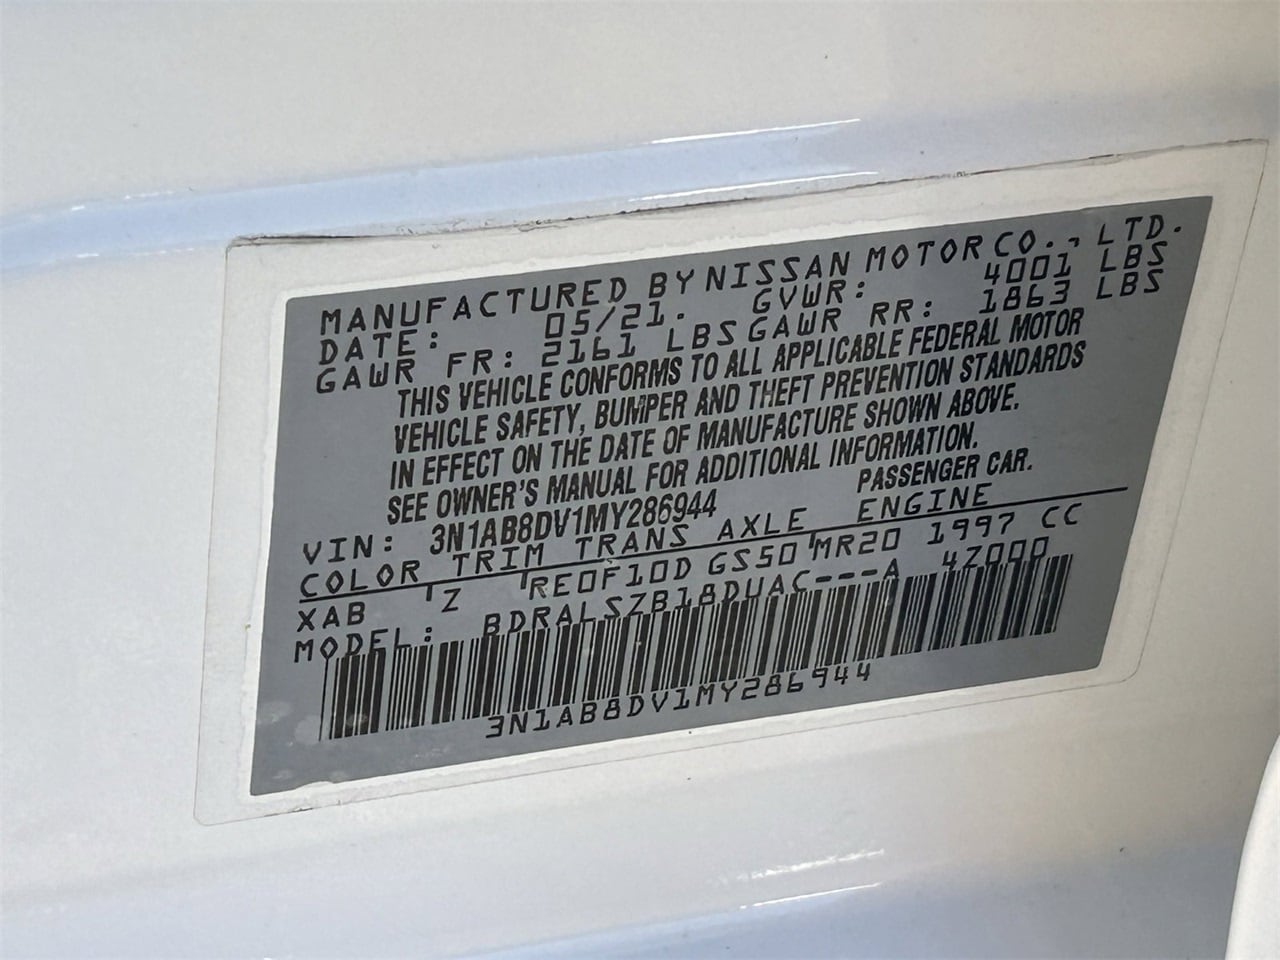 MANUFACTURED BY NISSAN MOTOR CO., LTD.
DATE: 05/21. GVWR: 4001 LBS
GAWR FR: 2161 LBS GAWR RR: 1863 LBS
THIS VEHICLE CONFORMS TO ALL APPLICABLE FEDERAL MOTOR
VEHICLE SAFETY, BUMPER AND THEFT PREVENTION STANDARDS
IN EFFECT ON THE DATE OF MANUFACTURE SHOWN ABOVE.
SEE OWNER'S MANUAL FOR ADDITIONAL INFORMATION.
VIN: 3N1AB8DV1MY286944 PASSENGER CAR.
COLOR TRIM TRANS AXLE ENGINE
XAB Z RE0F10D GS50 MR20 1997 CC
MODEL: BDRALSZB18DUAC---A 4Z000
3N1AB8DV1MY286944